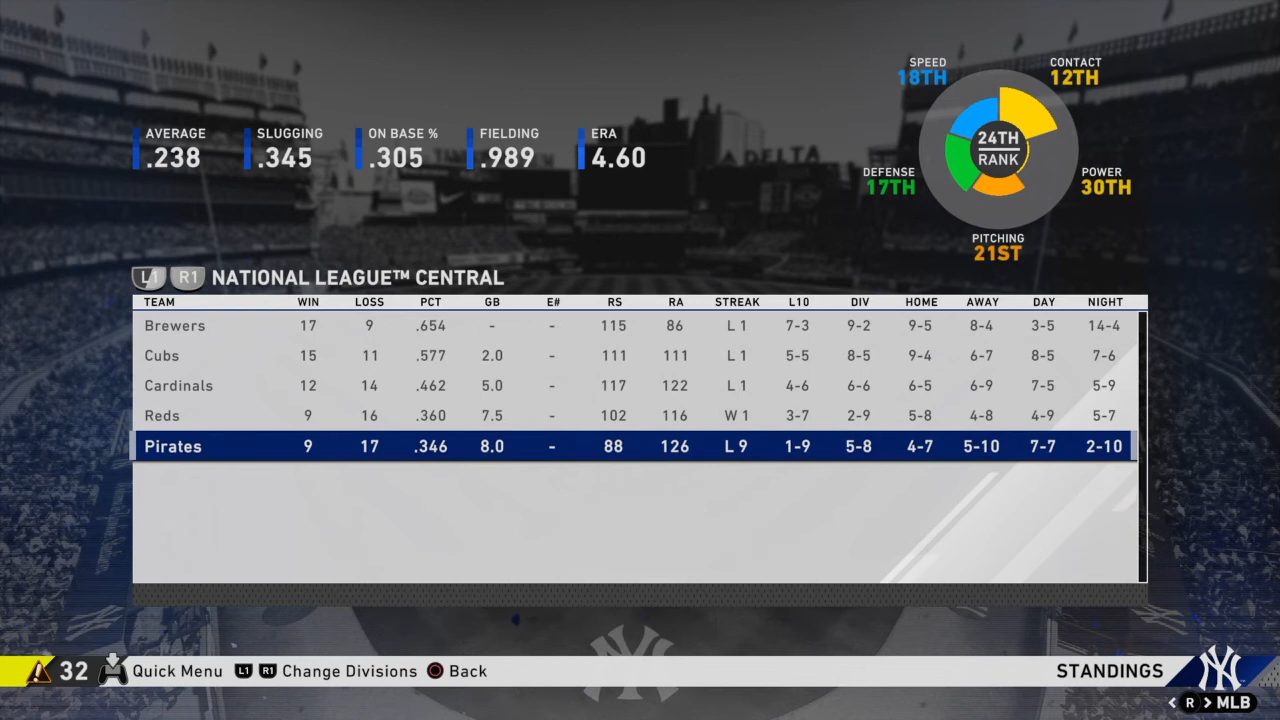 SPEED CONTACT
18TH 12TH
AVERAGE SLUGGING ON BASE % FIELDING ERA
.238 .345 .305 .989 4.60
24TH
RANK
DELTA
DEFENSE POWER
17TH 30TH
PITCHING
21ST
L1 R1 NATIONAL LEAGUE™ CENTRAL
TEAM WIN LOSS PCT GB E# RS RA STREAK L10 DIV HOME AWAY DAY NIGHT
Brewers 17 9 .654 - - 115 86 L 1 7-3 9-2 9-5 8-4 3-5 14-4
Cubs 15 11 .577 2.0 - 111 111 L 1 5-5 8-5 9-4 6-7 8-5 7-6
Cardinals 12 14 .462 5.0 - 117 122 L 1 4-6 6-6 6-5 6-9 7-5 5-9
Reds 9 16 .360 7.5 - 102 116 W 1 3-7 2-9 5-8 4-8 4-9 5-7
Pirates 9 17 .346 8.0 - 88 126 L 9 1-9 5-8 4-7 5-10 7-7 2-10
32 Quick Menu L1 R1 Change Divisions Back STANDINGS NY
< R > MLB